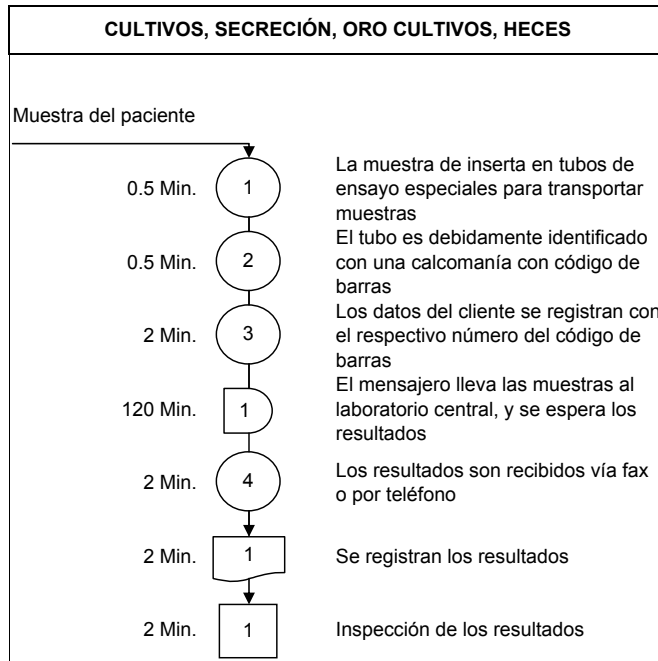 CULTIVOS, SECRECIÓN, ORO CULTIVOS, HECES
Muestra del paciente
0.5 Min.
1
La muestra de inserta en tubos de
ensayo especiales para transportar
muestras
0.5 Min.
2
El tubo es debidamente identificado
con una calcomanía con código de
barras
2 Min.
3
Los datos del cliente se registran con
el respectivo número del código de
barras
120 Min.
1
El mensajero lleva las muestras al
laboratorio central, y se espera los
resultados
2 Min.
4
Los resultados son recibidos vía fax
o por teléfono
2 Min.
1
Se registran los resultados
2 Min.
1
Inspección de los resultados